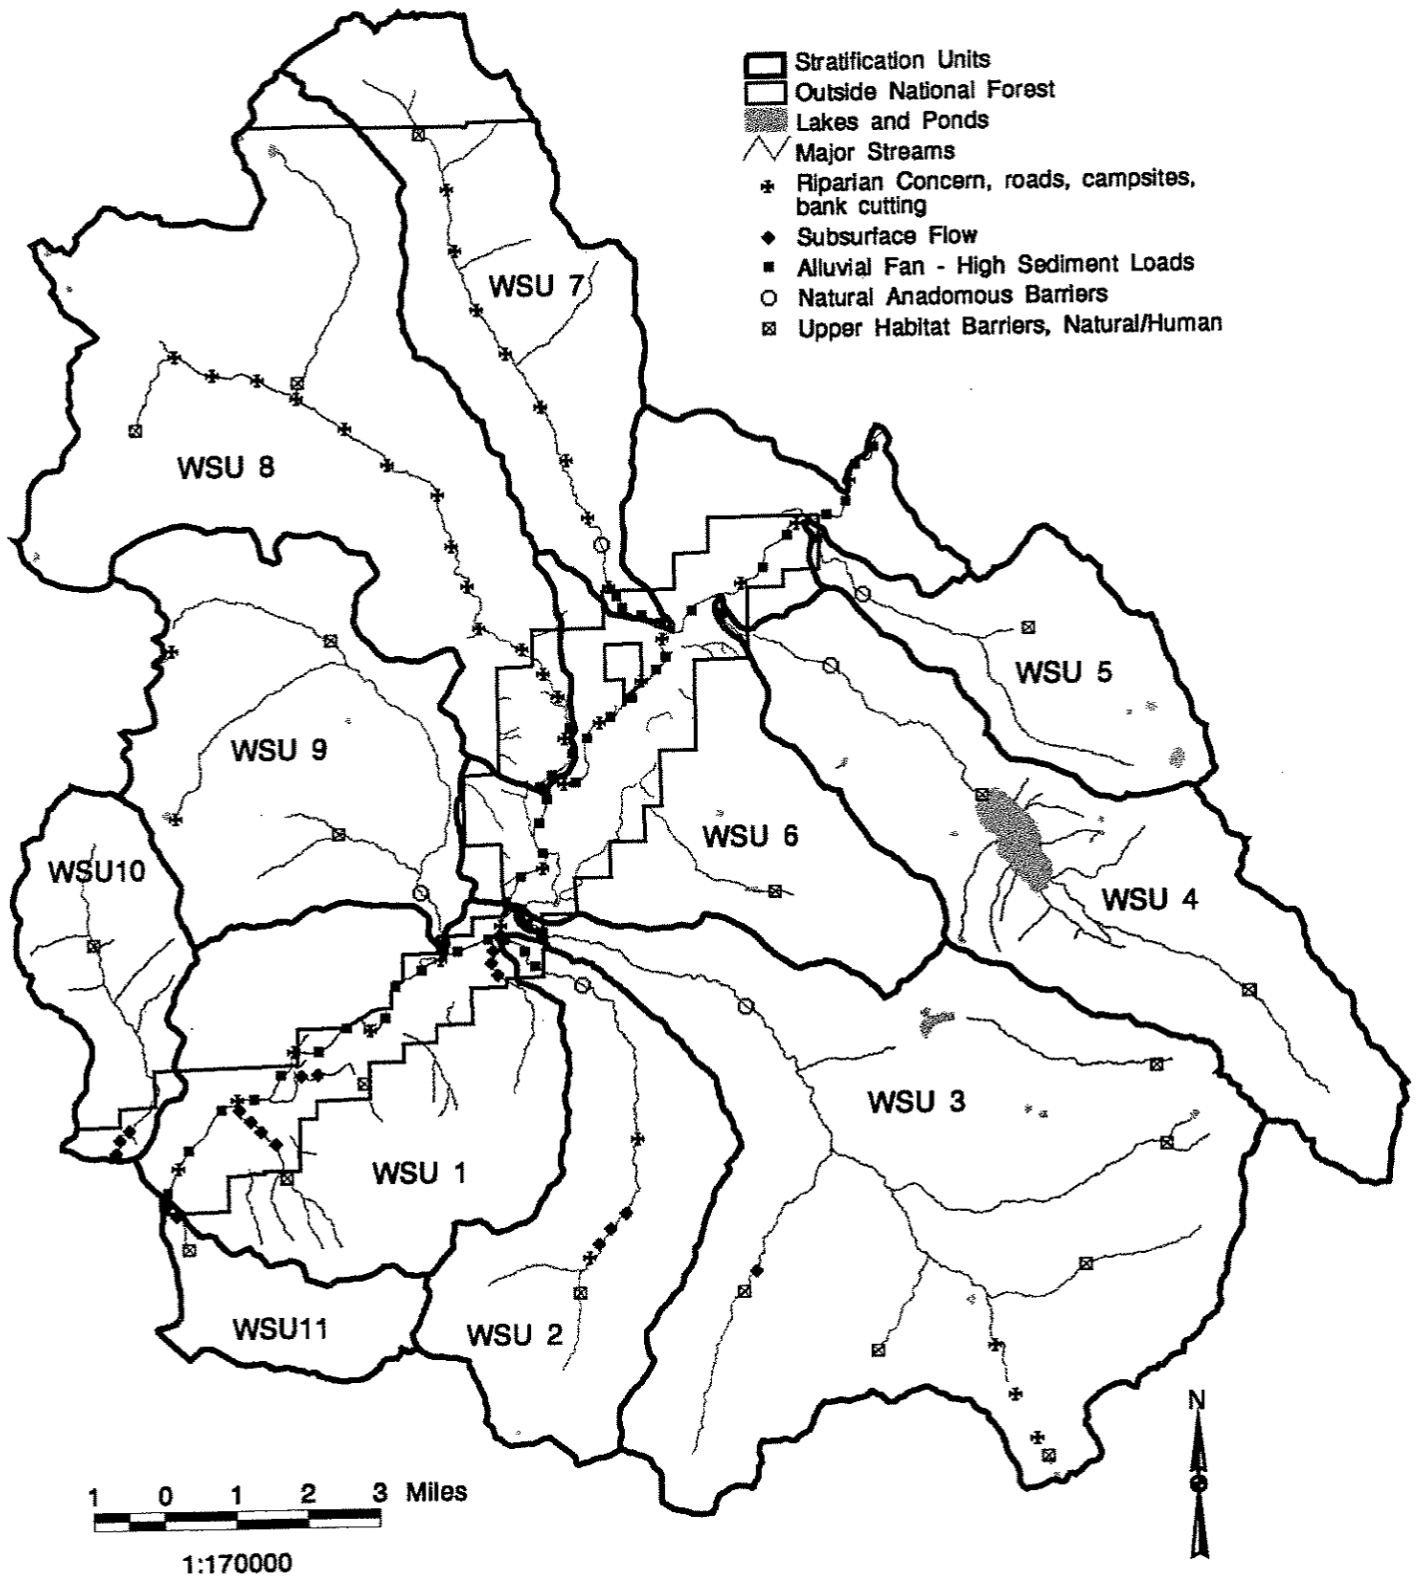 Stratification Units
Outside National Forest
Lakes and Ponds
Major Streams
Riparian Concern, roads, campsites,
bank cutting
Subsurface Flow
Alluvial Fan - High Sediment Loads
Natural Anadomous Barriers
Upper Habitat Barriers, Natural/Human
WSU 7
WSU 8
WSU 5
WSU 9
WSU 6
WSU10
WSU 4
WSU 3
WSU 1
WSU11
WSU 2
N
1 0 1 2 3 Miles
1:170000